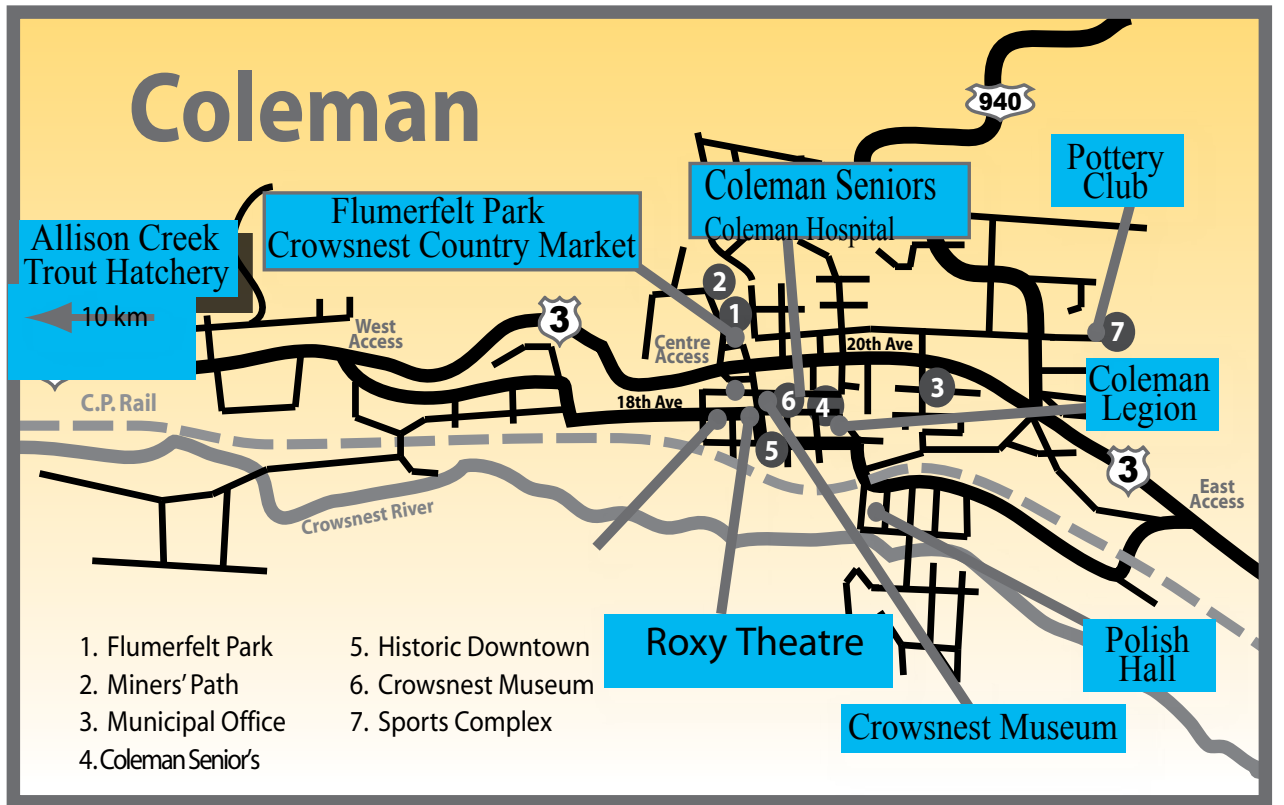 Coleman
940
Pottery
Club
Coleman Seniors
Coleman Hospital
Flumerfelt Park
Crowsnest Country Market
Allison Creek
Trout Hatchery
10 km
2
1
7
3
West
Access
Centre
Access
20th Ave
3
Coleman
Legion
C.P. Rail
18th Ave
6
4
5
3
East
Access
Crowsnest River
Roxy Theatre
Polish
Hall
Crowsnest Museum
1. Flumerfelt Park
2. Miners' Path
3. Municipal Office
4. Coleman Senior's
5. Historic Downtown
6. Crowsnest Museum
7. Sports Complex